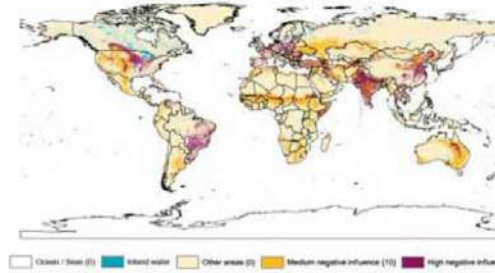 Ocean / Seas (0) Inland water Other areas (0) Medium negative influence (10) High negative influe